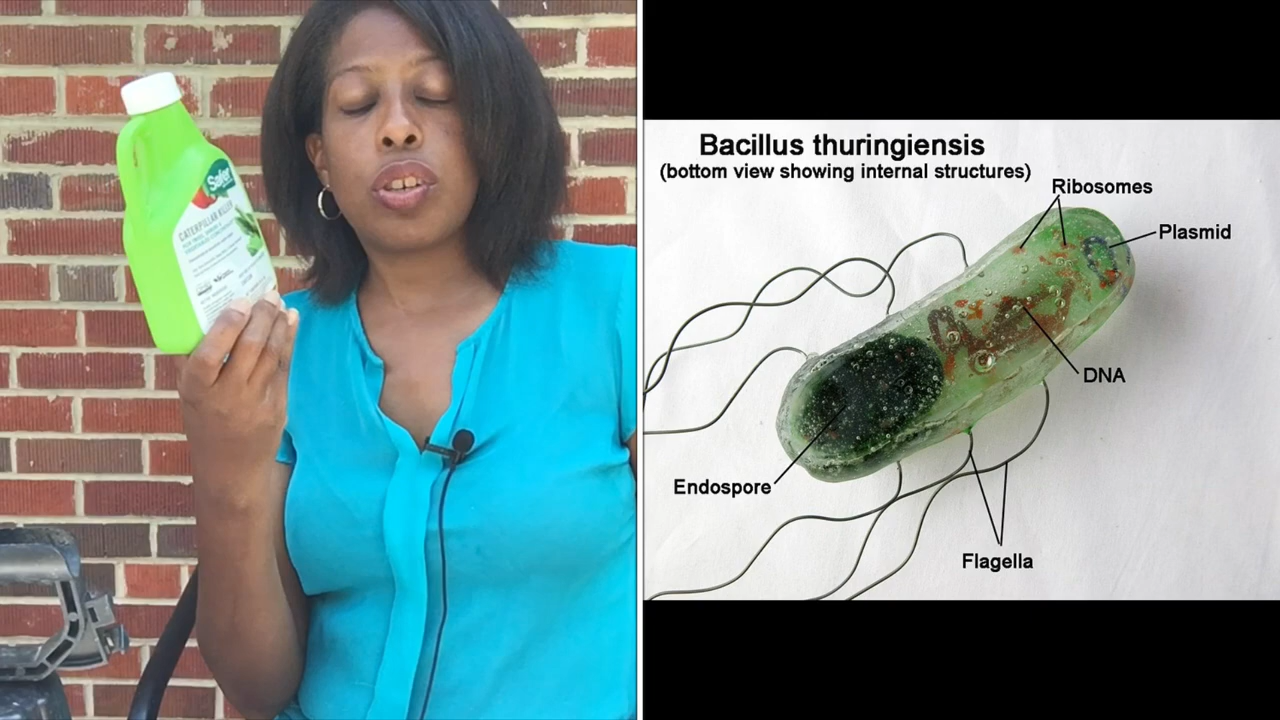 Safer
CATERPILLAR KILLER
Bacillus thuringiensis
(bottom view showing internal structures)
Ribosomes
Plasmid
DNA
Endospore
Flagella